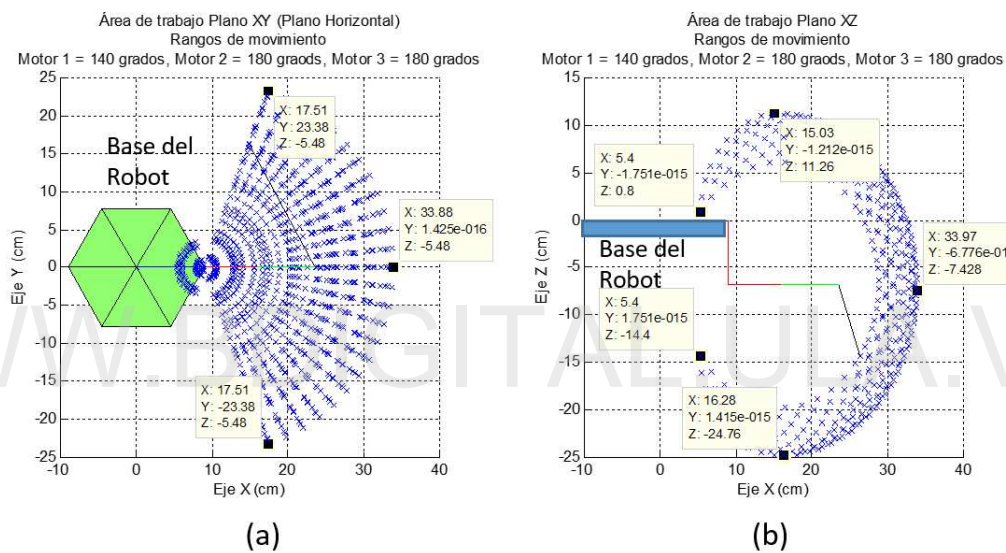 Área de trabajo Plano XY (Plano Horizontal)
Rangos de movimiento
Motor 1 = 140 grados, Motor 2 = 180 graods, Motor 3 = 180 grados
25
20
15
10
5
0
-5
-10
-15
-20
-25
Eje Y (cm)
-10
0
10
20
30
40
Eje X (cm)
Base del
Robot
X: 17.51
Y: 23.38
Z: -5.48
X: 33.88
Y: 1.425e-016
Z: -5.48
X: 17.51
Y: -23.38
Z: -5.48
(a)
Área de trabajo Plano XZ
Rangos de movimiento
Motor 1 = 140 grados, Motor 2 = 180 graods, Motor 3 = 180 grados
15
10
5
0
-5
-10
-15
-20
-25
Eje Z (cm)
-10
0
10
20
30
40
Eje X (cm)
X: 15.03
Y: -1.212e-015
Z: 11.26
X: 5.4
Y: -1.751e-015
Z: 0.8
Base del
Robot
X: 33.97
Y: -6.776e-01
Z: -7.428
X: 5.4
Y: 1.751e-015
Z: -14.4
X: 16.28
Y: 1.415e-015
Z: -24.76
(b)